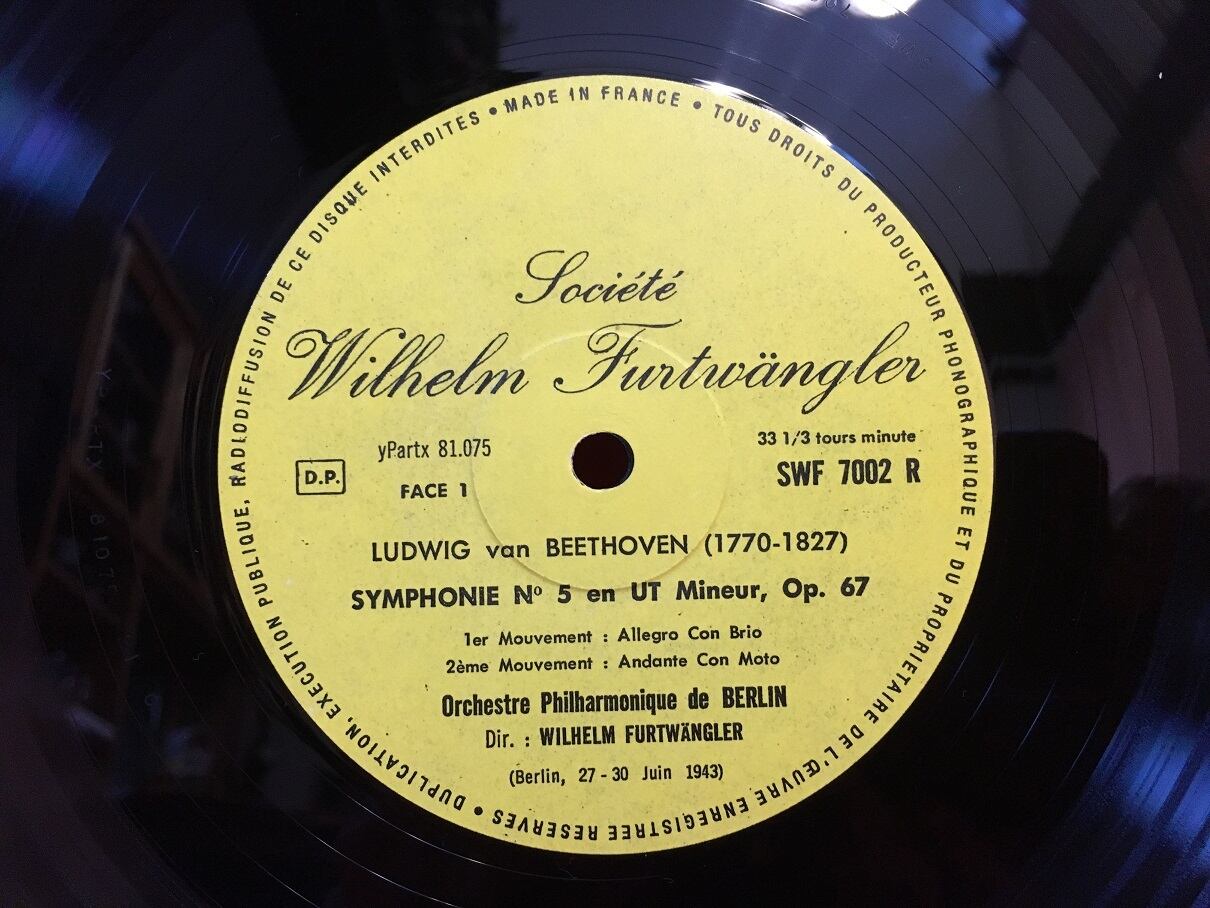 • MADE IN FRANCE • TOUS DROITS DU PRODUCTEUR PHONOGRAPHIQUE ET DU PROPRIETAIRE DE L'ŒUVRE ENREGISTREE RESERVES • DUPLICATION, EXECUTION PUBLIQUE, RADIODIFFUSION DE CE DISQUE INTERDITES
Société
Wilhelm Furtwängler
yPartx 81.075
33 1/3 tours minute
D.P.
FACE 1
SWF 7002 R
LUDWIG van BEETHOVEN (1770-1827)
SYMPHONIE Nº 5 en UT Mineur, Op. 67
1er Mouvement : Allegro Con Brio
2ème Mouvement : Andante Con Moto
Orchestre Philharmonique de BERLIN
Dir. : WILHELM FURTWÄNGLER
(Berlin, 27-30 Juin 1943)